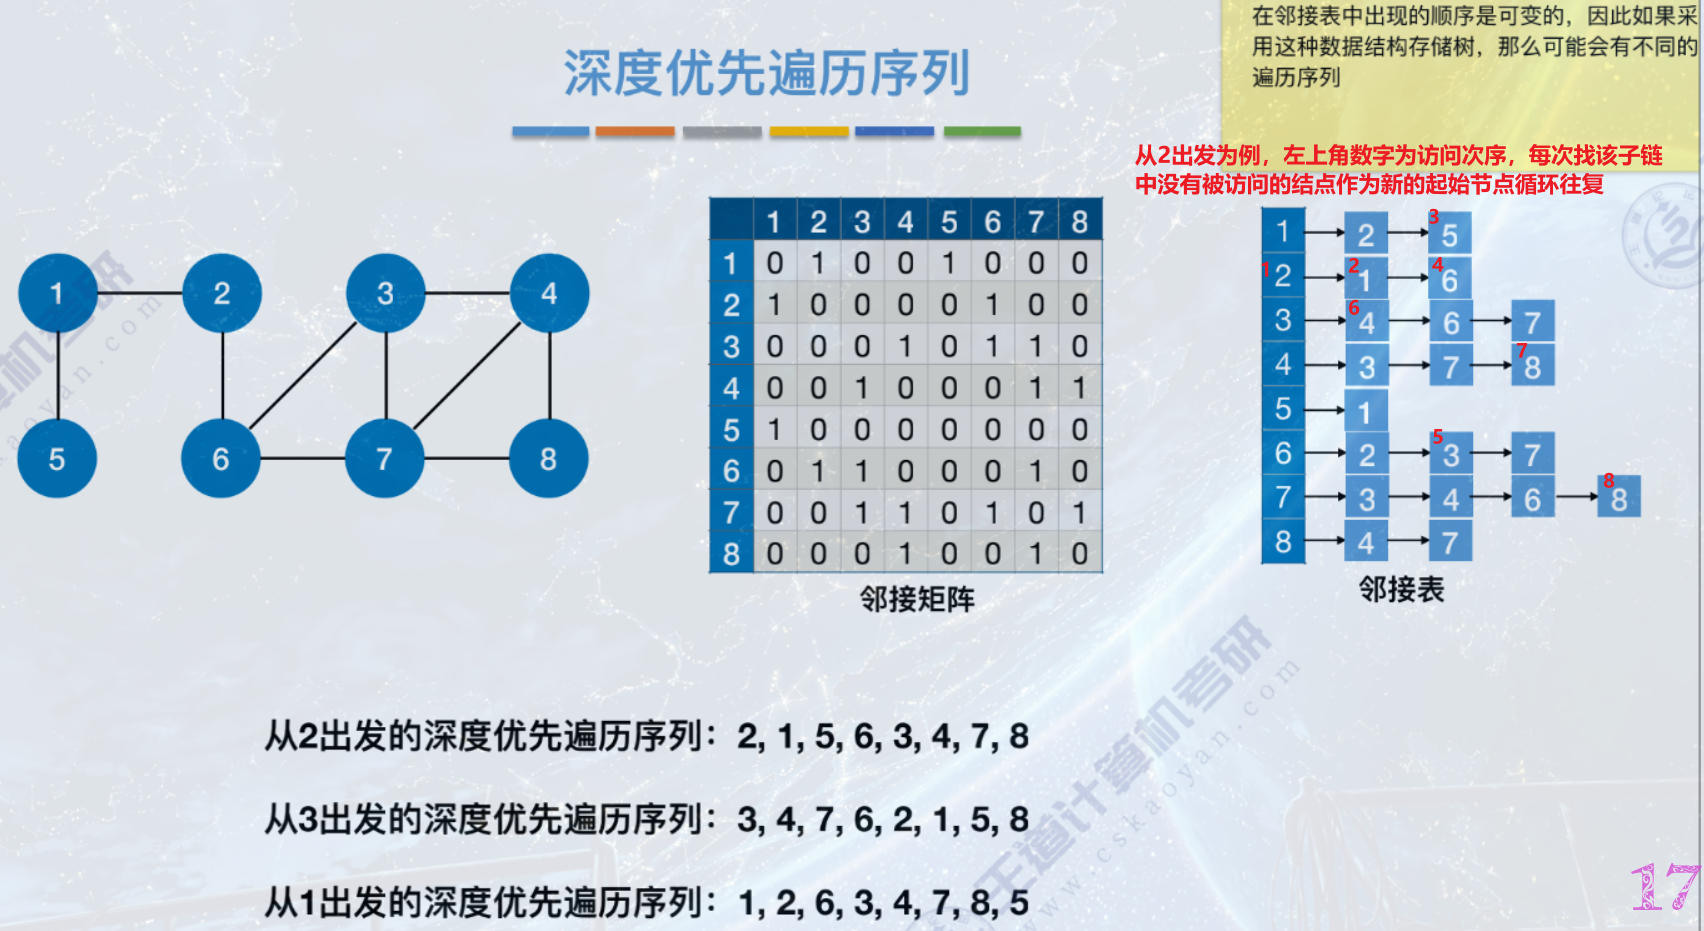 在邻接表中出现的顺序是可变的，因此如果采
用这种数据结构存储树，那么可能会有不同的
遍历序列
深度优先遍历序列
从2出发为例，左上角数字为访问次序，每次找该子链
中没有被访问的结点作为新的起始节点循环往复
1 2 3 4
5 6 7 8
1 2 3 4 5 6 7 8
1 0 1 0 0 1 0 0 0
2 1 0 0 0 0 1 0 0
3 0 0 0 1 0 1 1 0
4 0 0 1 0 0 0 1 1
5 1 0 0 0 0 0 0 0
6 0 1 1 0 0 0 1 0
7 0 0 1 1 0 1 0 1
8 0 0 0 1 0 0 1 0
邻接矩阵
1 2 3 5
1 2 2 1 4 6
3 6 4 6 7
4 3 7 7 8
5 1
6 2 5 3 7
7 3 4 6 8 8
8 4 7
邻接表
从2出发的深度优先遍历序列：2, 1, 5, 6, 3, 4, 7, 8
从3出发的深度优先遍历序列：3, 4, 7, 6, 2, 1, 5, 8
从1出发的深度优先遍历序列：1, 2, 6, 3, 4, 7, 8, 5
王道计算机考研
www.cskaoyan.com
17